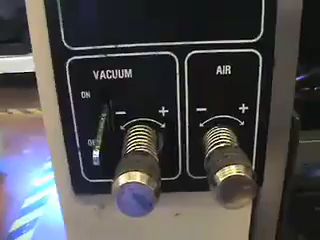 VACUUM
AIR
ON
− +
− +